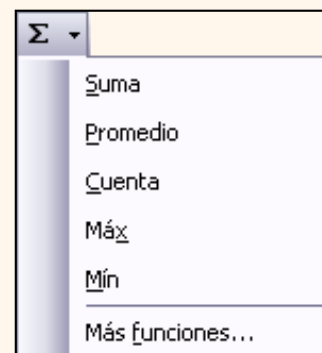 Σ
Suma
Promedio
Cuenta
Máx
Mín
Más funciones...